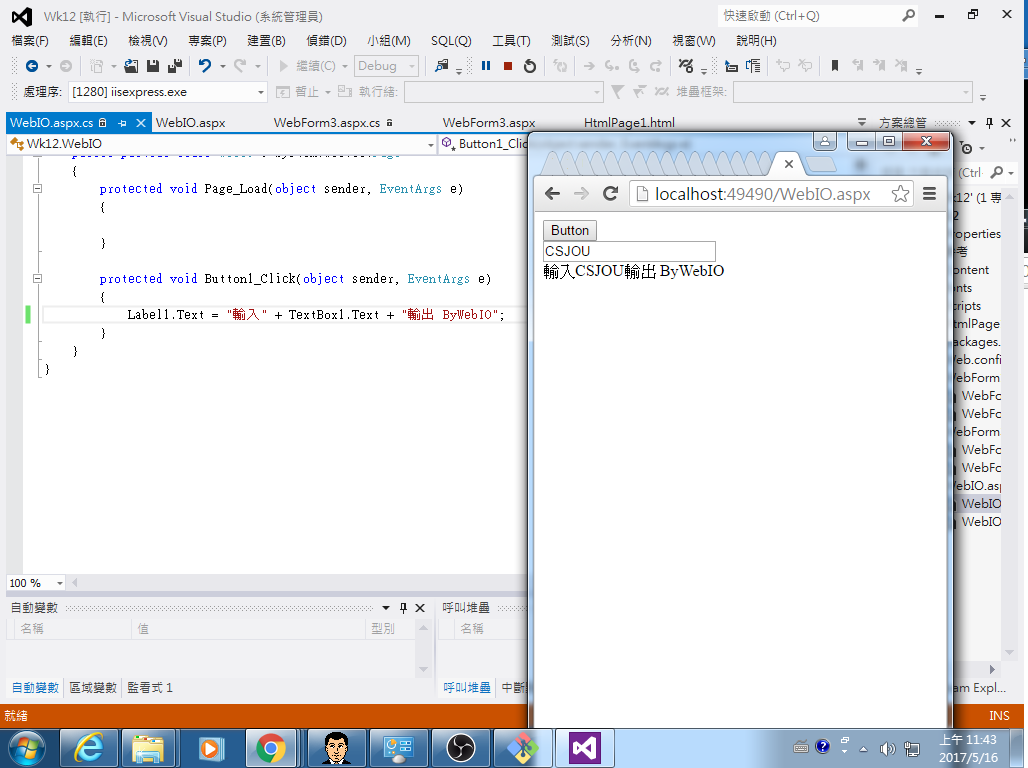 Wk12 [執行] - Microsoft Visual Studio (系統管理員)
快速啟動 (Ctrl+Q)
檔案(F) 編輯(E) 檢視(V) 專案(P) 建置(B) 偵錯(D) 小組(M) SQL(Q) 工具(T) 測試(S) 分析(N) 視窗(W) 說明(H)
繼續(C) Debug
處理序: [1280] iisexpress.exe 暫止 執行緒: 堆疊框架:
WebIO.aspx.cs WebIO.aspx WebForm3.aspx.cs WebForm3.aspx HtmlPage1.html 方案總管
Wk12.WebIO Button1_Clic
{
protected void Page_Load(object sender, EventArgs e)
{
}
protected void Button1_Click(object sender, EventArgs e)
{
Label1.Text = "輸入" + TextBox1.Text + "輸出 ByWebIO";
}
}
}
localhost:49490/WebIO.aspx
Button
CSJOU
輸入CSJOU輸出 ByWebIO
(Ctrl
k12' (1 專
2
roperties
考
ontent
nts
ripts
tmlPage
ackages.
eb.confi
ebForm
WebFo
WebFo
ebForm
WebFo
WebFo
ebIO.asp
WebIO
WebIO
am Expl...
100 %
自動變數 呼叫堆疊
名稱 值 型別 名稱
自動變數 區域變數 監看式 1 呼叫堆疊 中斷
就緒 INS
上午 11:43
2017/5/16